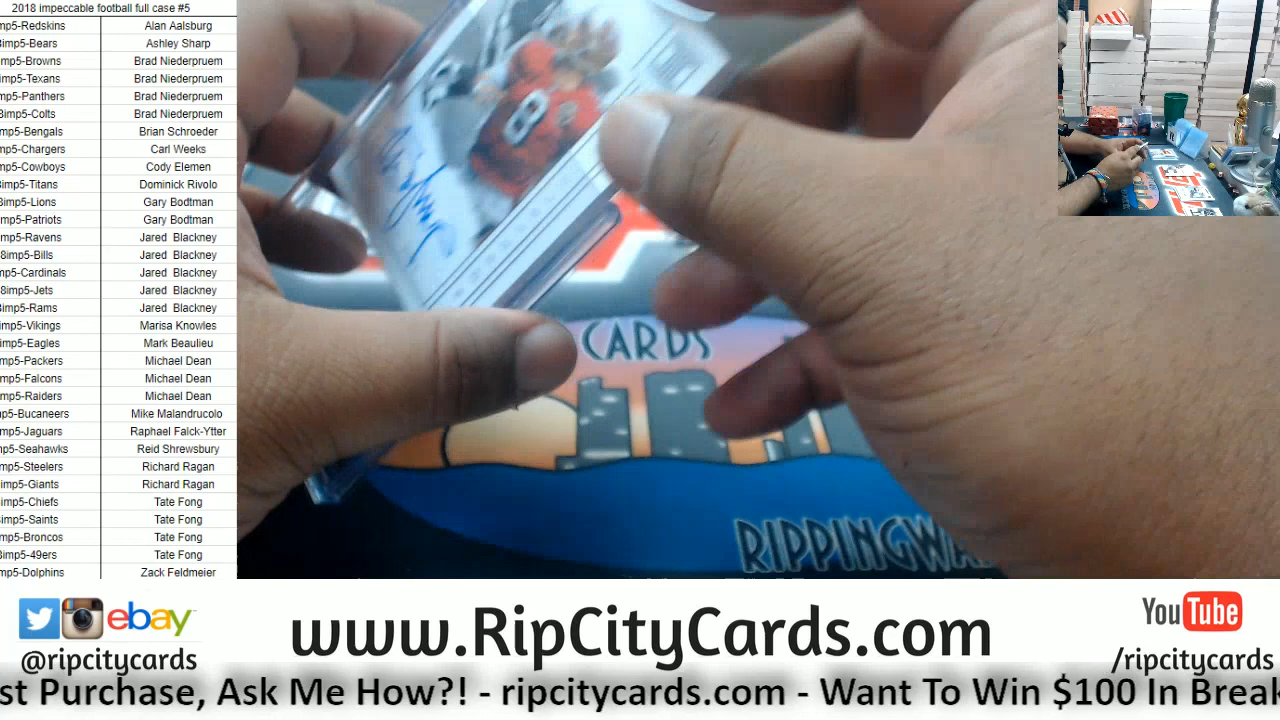 2018 impeccable football full case #5
mp5-Redskins Alan Aalsburg
8imp5-Bears Ashley Sharp
mp5-Browns Brad Niederpruem
imp5-Texans Brad Niederpruem
mp5-Panthers Brad Niederpruem
8imp5-Colts Brad Niederpruem
mp5-Bengals Brian Schroeder
mp5-Chargers Carl Weeks
mp5-Cowboys Cody Elemen
imp5-Titans Dominick Rivolo
8imp5-Lions Gary Bodtman
mp5-Patriots Gary Bodtman
mp5-Ravens Jared Blackney
8imp5-Bills Jared Blackney
mp5-Cardinals Jared Blackney
8imp5-Jets Jared Blackney
imp5-Rams Jared Blackney
imp5-Vikings Marisa Knowles
imp5-Eagles Mark Beaulieu
mp5-Packers Michael Dean
mp5-Falcons Michael Dean
mp5-Raiders Michael Dean
p5-Bucaneers Mike Malandrucolo
mp5-Jaguars Raphael Falck-Ytter
mp5-Seahawks Reid Shrewsbury
mp5-Steelers Richard Ragan
imp5-Giants Richard Ragan
imp5-Chiefs Tate Fong
imp5-Saints Tate Fong
mp5-Broncos Tate Fong
8imp5-49ers Tate Fong
mp5-Dolphins Zack Feldmeier
8
CARDS
RIPPINGWA
ebay
@ripcitycards
www.RipCityCards.com
YouTube
/ripcitycards
st Purchase, Ask Me How?! - ripcitycards.com - Want To Win $100 In Break